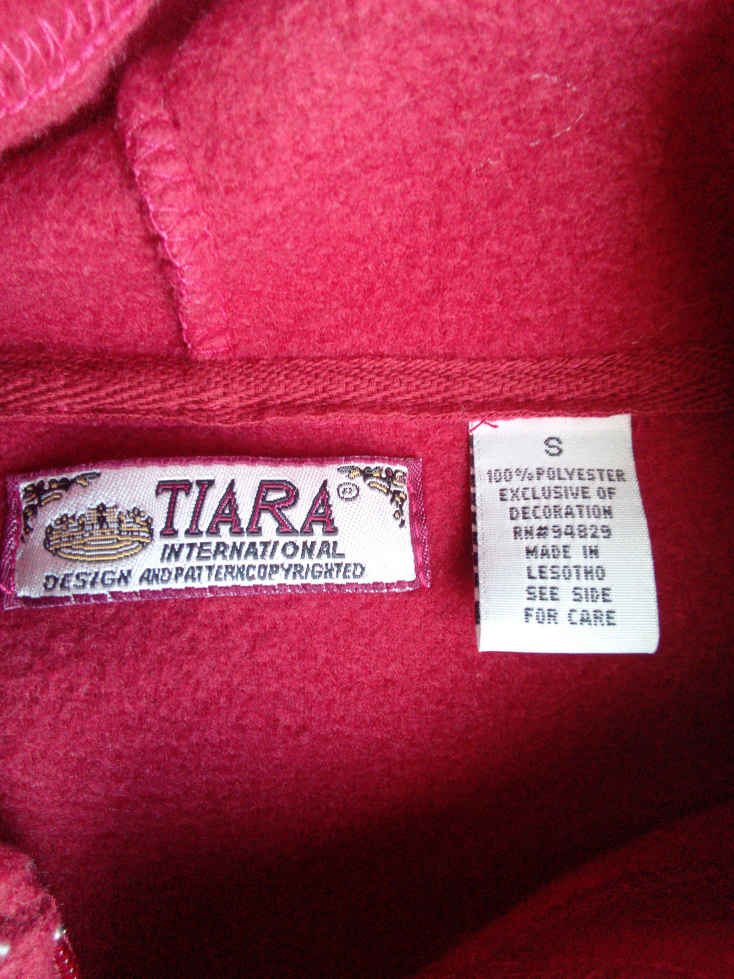 TIARA®
INTERNATIONAL
DESIGN AND PATTERN COPYRIGHTED
S
100% POLYESTER
EXCLUSIVE OF
DECORATION
RN#94829
MADE IN
LESOTHO
SEE SIDE
FOR CARE